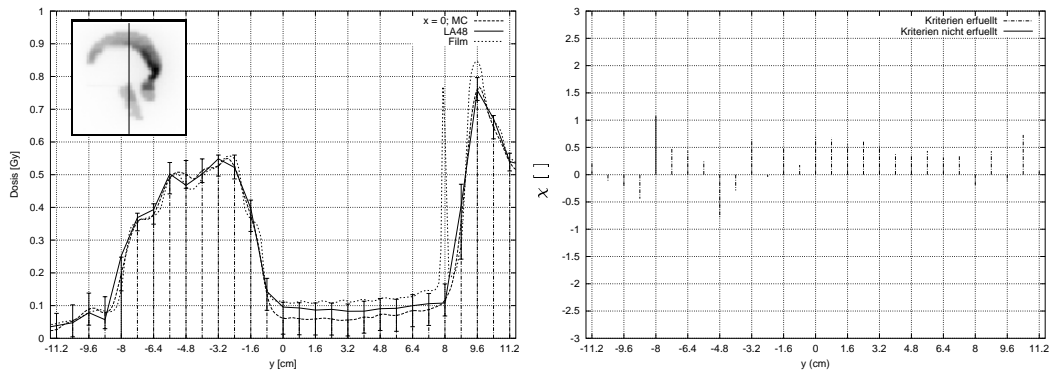 1
0.9
0.8
0.7
0.6
0.5
0.4
0.3
0.2
0.1
0
Dosis [Gy]
x = 0; MC
LA48
Film
-11.2 -9.6 -8 -6.4 -4.8 -3.2 -1.6 0 1.6 3.2 4.8 6.4 8 9.6 11.2
y [cm]
3
2.5
2
1.5
1
0.5
0
-0.5
-1
-1.5
-2
-2.5
-3
χ [ ]
Kriterien erfuellt
Kriterien nicht erfuellt
-11.2 -9.6 -8 -6.4 -4.8 -3.2 -1.6 0 1.6 3.2 4.8 6.4 8 9.6 11.2
y (cm)